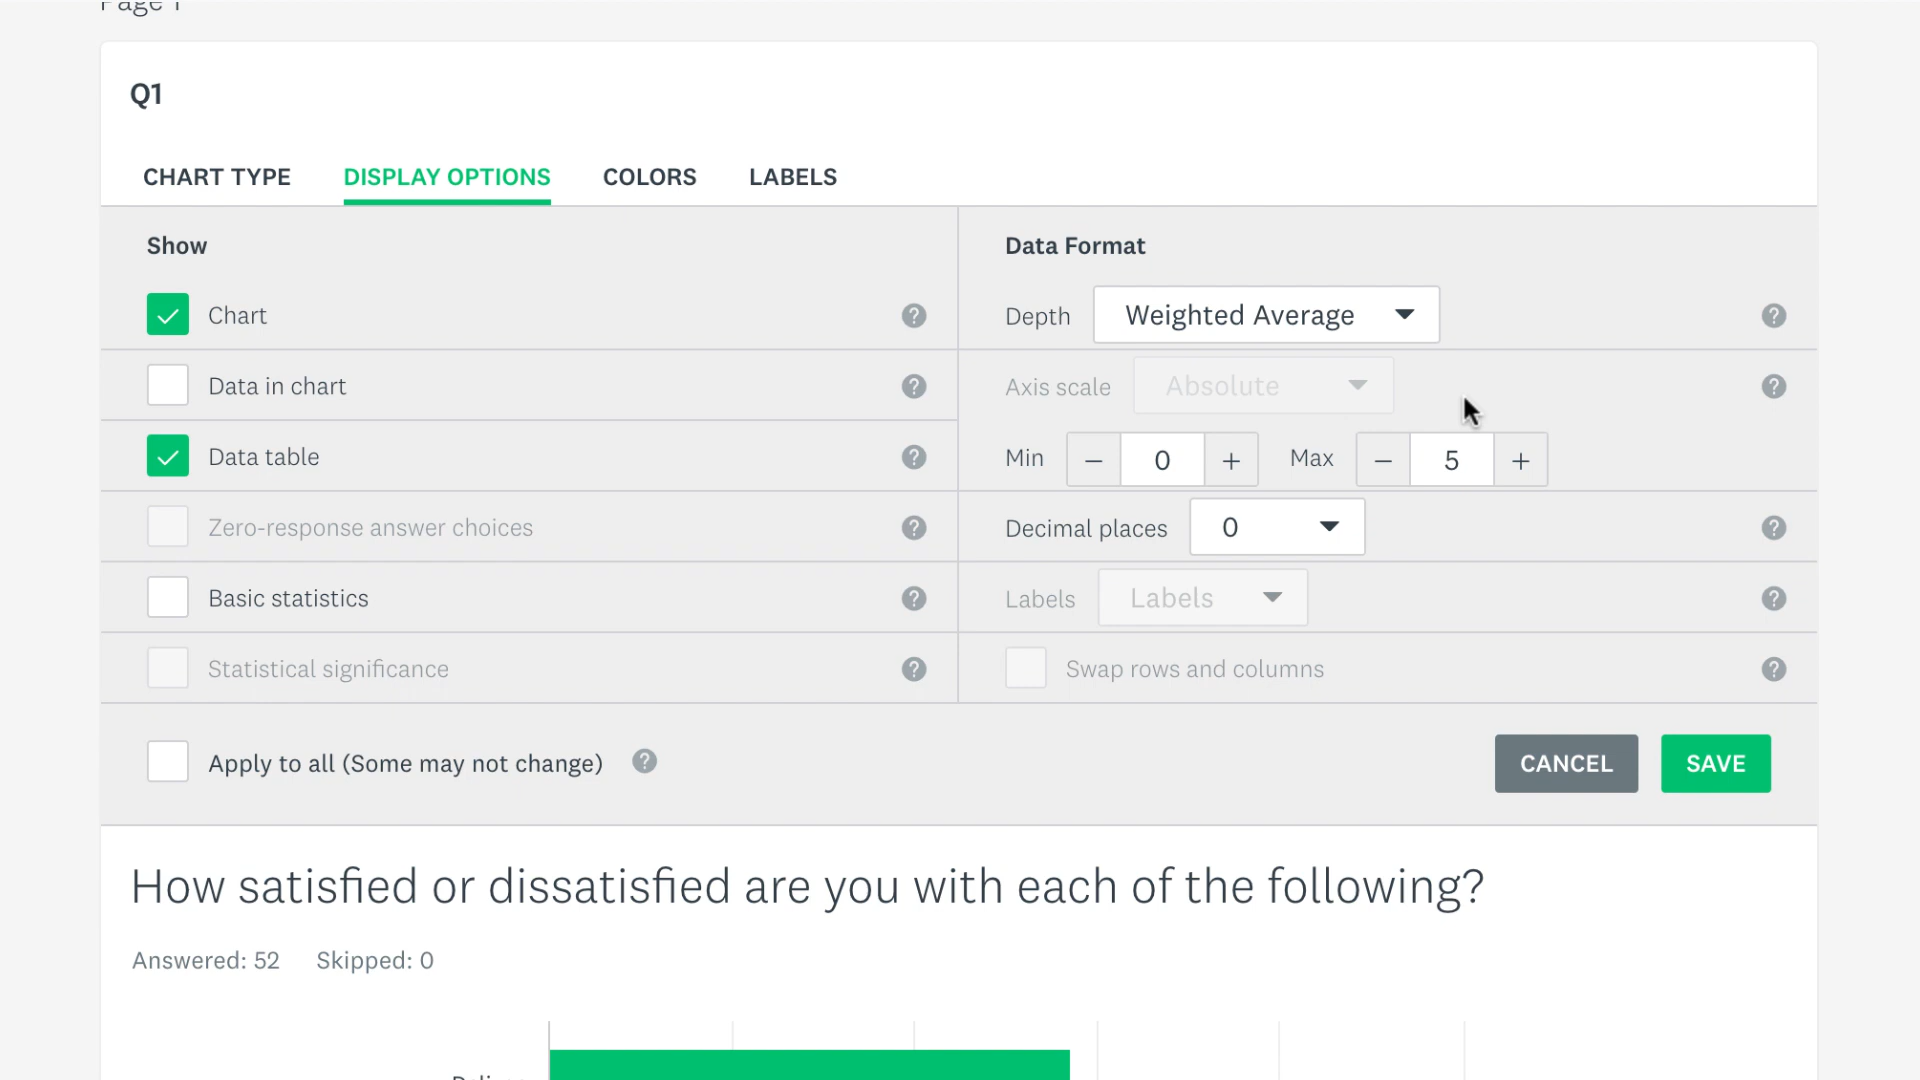 Page 1
Q1
CHART TYPE DISPLAY OPTIONS COLORS LABELS
Show
Chart ?
Data in chart ?
Data table ?
Zero-response answer choices ?
Basic statistics ?
Statistical significance ?
Data Format
Depth Weighted Average ?
Axis scale Absolute ?
Min – 0 + Max – 5 +
Decimal places 0 ?
Labels Labels ?
Swap rows and columns ?
Apply to all (Some may not change) ?
CANCEL SAVE
How satisfied or dissatisfied are you with each of the following?
Answered: 52 Skipped: 0